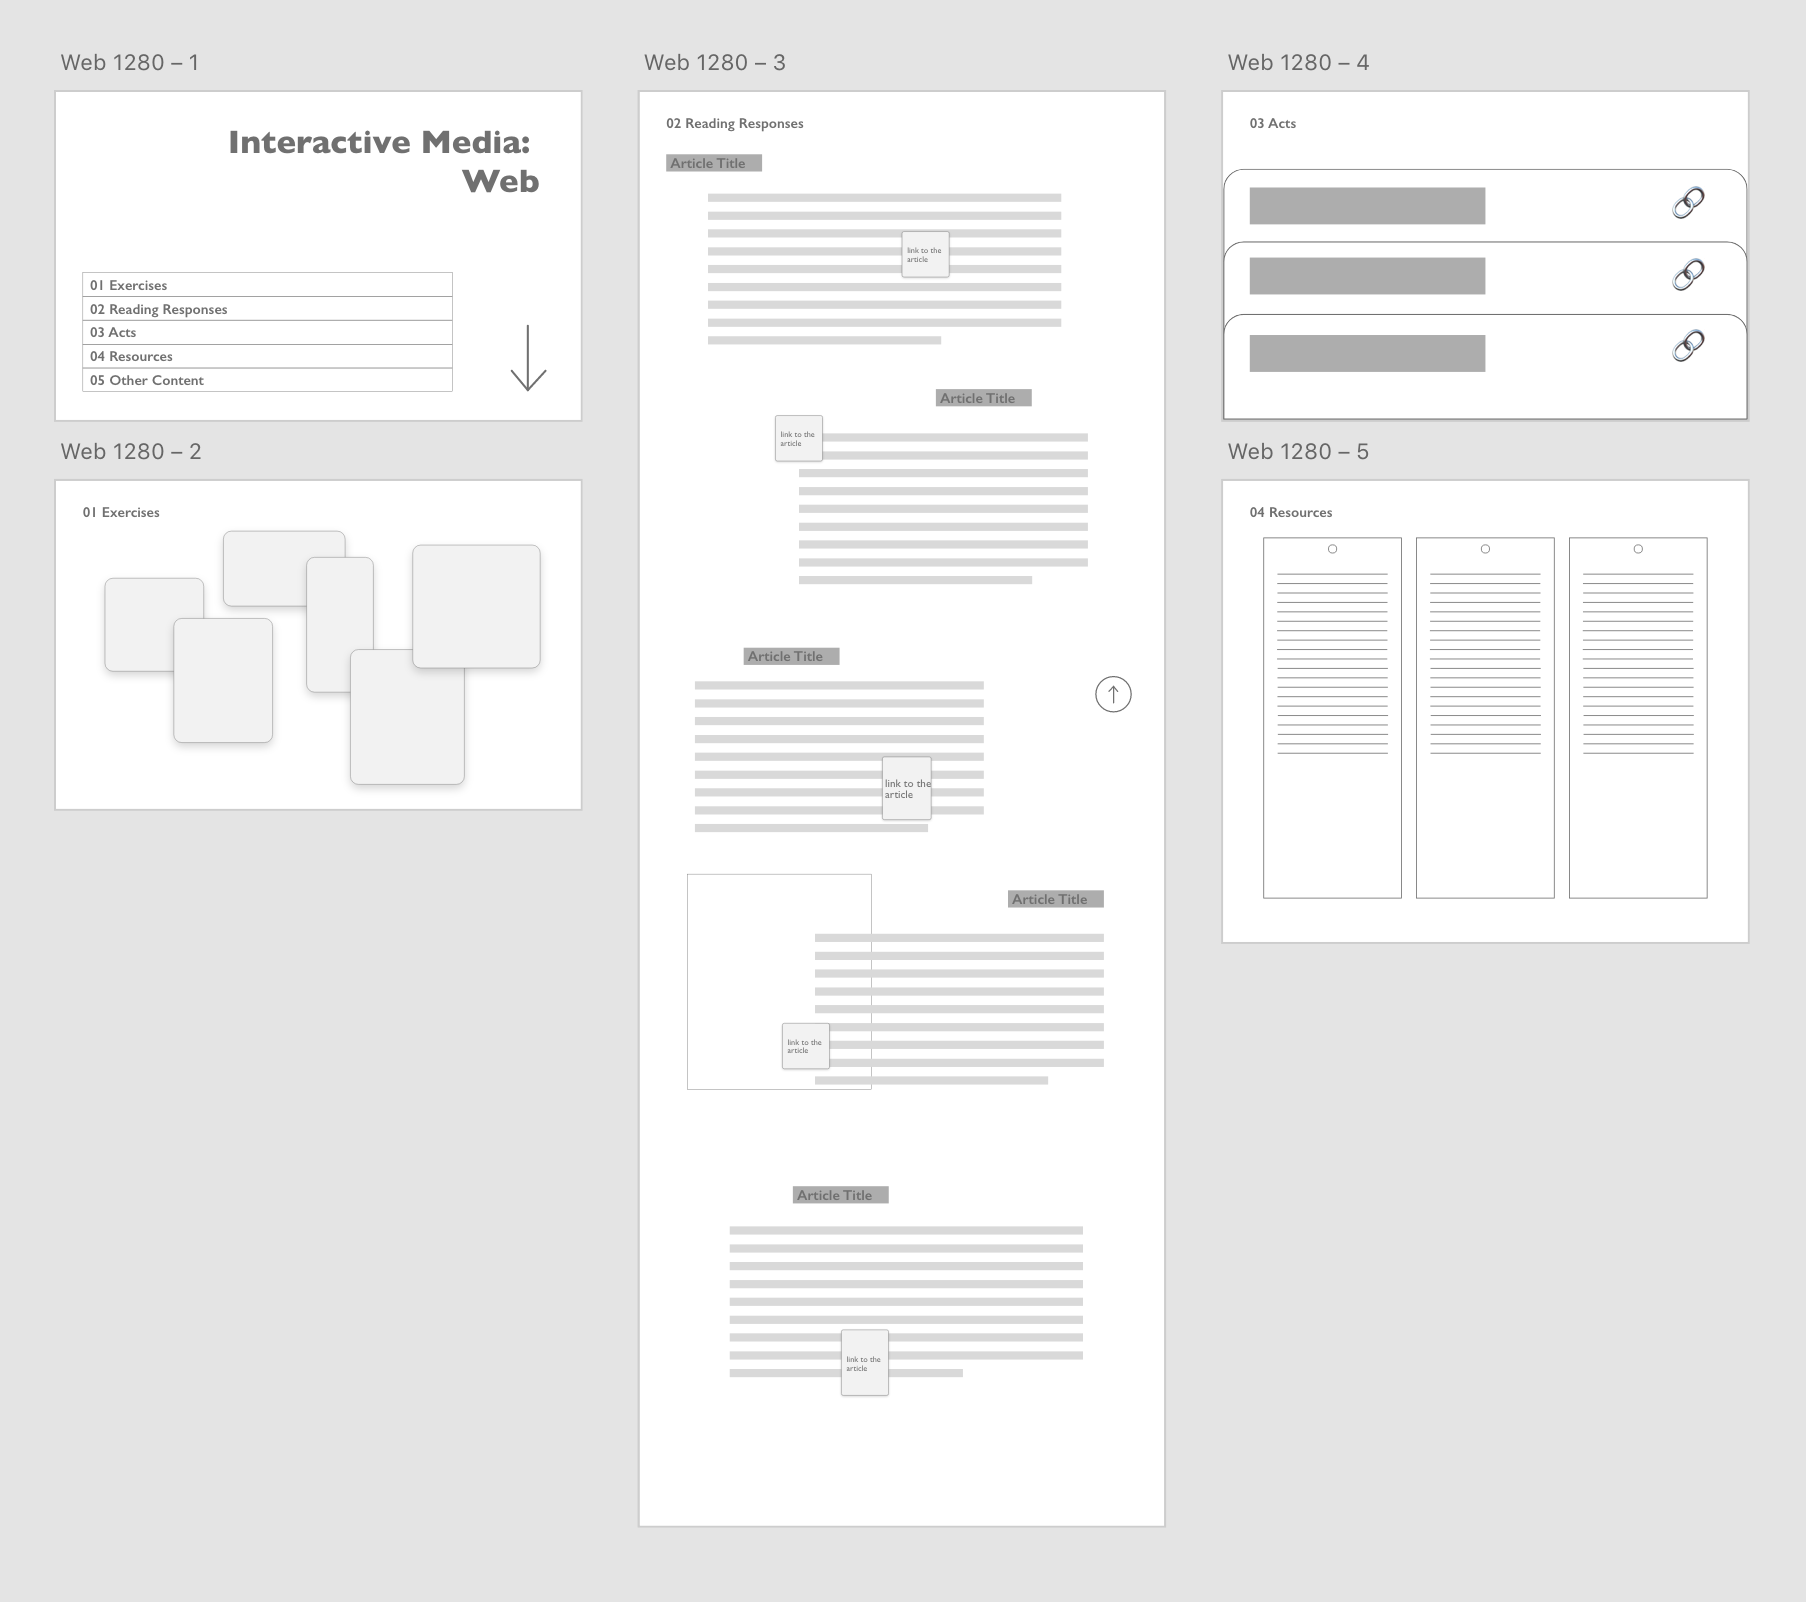 Web 1280 – 1
Interactive Media:
Web
01 Exercises
02 Reading Responses
03 Acts
04 Resources
05 Other Content
Web 1280 – 2
01 Exercises
Web 1280 – 3
02 Reading Responses
Article Title
link to the
article
Article Title
link to the
article
Article Title
link to the
article
Article Title
link to the
article
Article Title
link to the
article
Web 1280 – 4
03 Acts
Web 1280 – 5
04 Resources